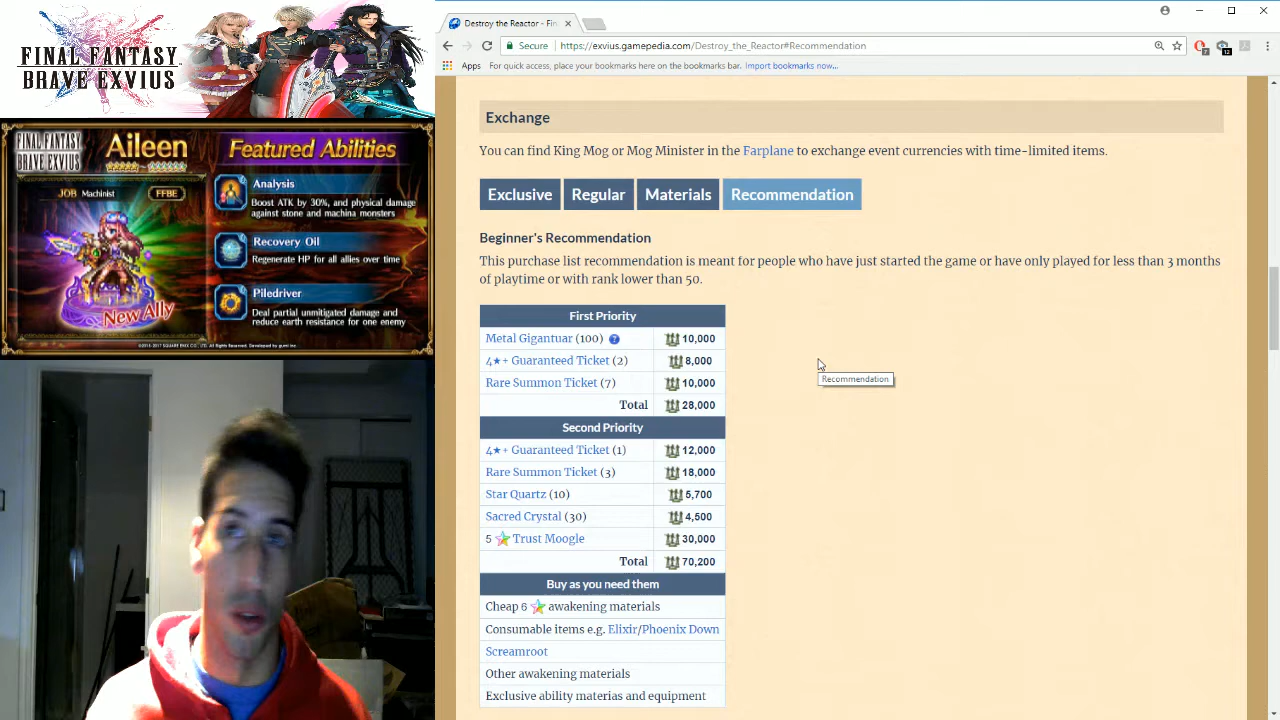 FINAL FANTASY
BRAVE EXVIUS
FINAL FANTASY
BRAVE EXVIUS
Aileen
JOB Machinist
FFBE
New Ally
Featured Abilities
Analysis
Boost ATK by 30%, and physical damage
against stone and machina monsters
Recovery Oil
Regenerate HP for all allies over time
Piledriver
Deal partial unmitigated damage and
reduce earth resistance for one enemy
Destroy the Reactor - Fin
Secure
https://exvius.gamepedia.com/Destroy_the_Reactor#Recommendation
7
12
Apps
For quick access, place your bookmarks here on the bookmarks bar. Import bookmarks now...
Exchange
You can find King Mog or Mog Minister in the Farplane to exchange event currencies with time-limited items.
Exclusive Regular Materials Recommendation
Beginner's Recommendation
This purchase list recommendation is meant for people who have just started the game or have only played for less than 3 months
of playtime or with rank lower than 50.
First Priority
Metal Gigantuar (100) ? 10,000
4★+ Guaranteed Ticket (2) 8,000
Rare Summon Ticket (7) 10,000
Total 28,000
Second Priority
4★+ Guaranteed Ticket (1) 12,000
Rare Summon Ticket (3) 18,000
Star Quartz (10) 5,700
Sacred Crystal (30) 4,500
5 Trust Moogle 30,000
Total 70,200
Buy as you need them
Cheap 6 awakening materials
Consumable items e.g. Elixir/Phoenix Down
Screamroot
Other awakening materials
Exclusive ability materias and equipment
Recommendation